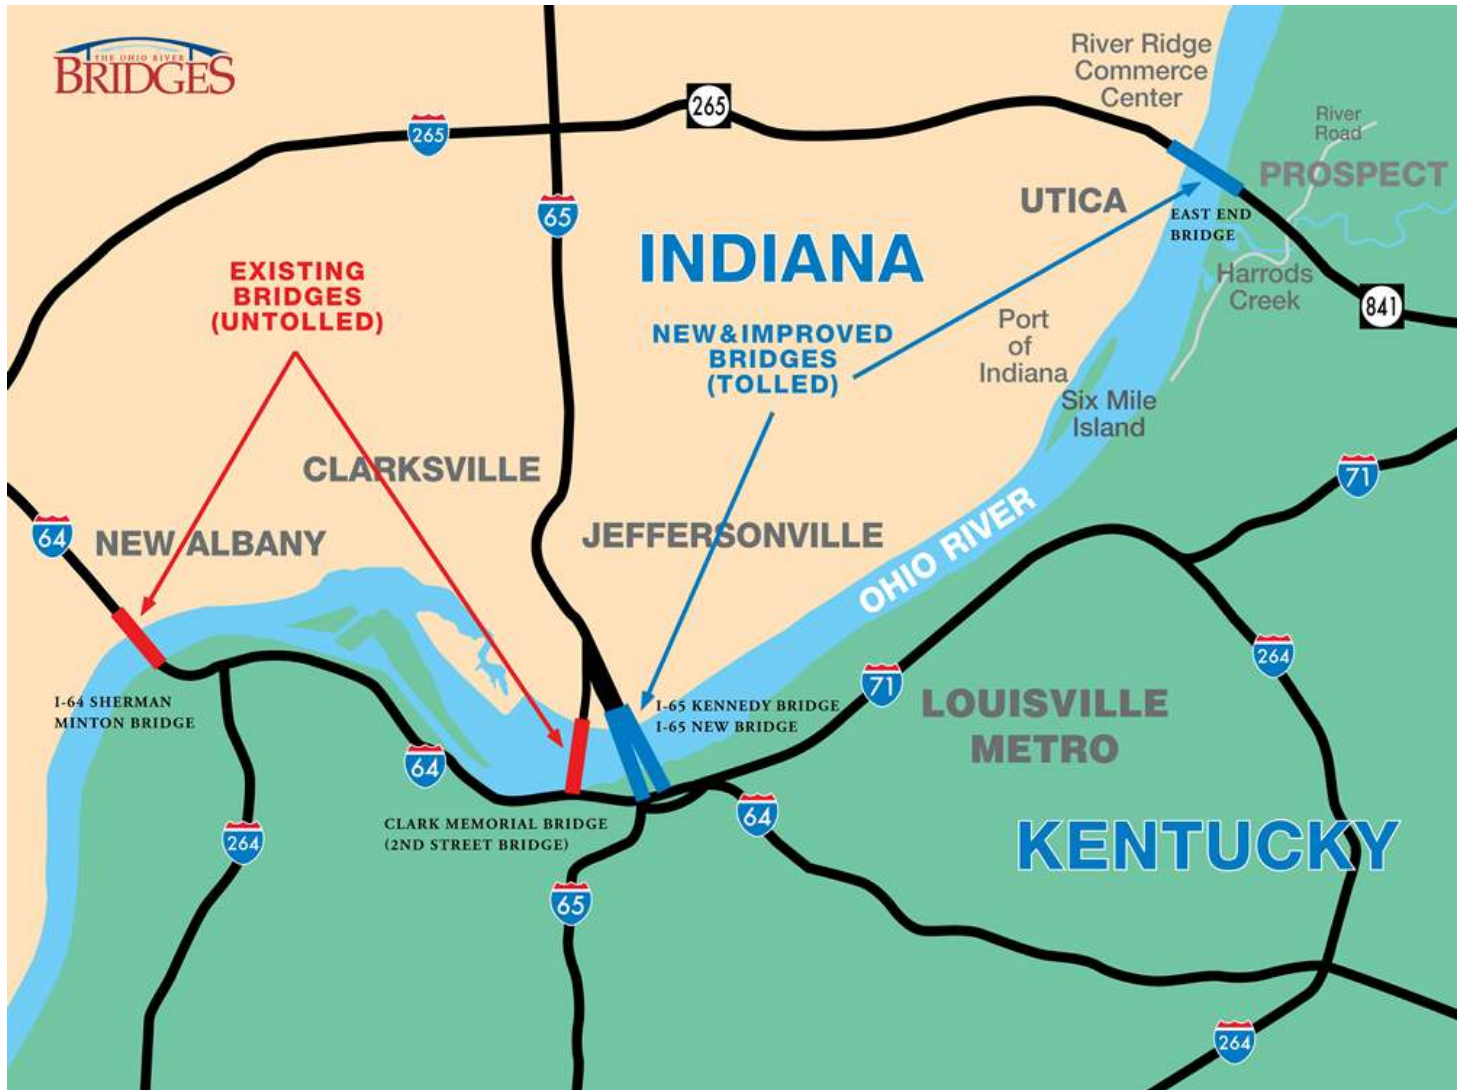 THE OHIO RIVER
BRIDGES
River Ridge
Commerce
Center
265
265
River
Road
PROSPECT
UTICA
65
EAST END
BRIDGE
INDIANA
EXISTING
BRIDGES
(UNTOLLED)
Harrods
Creek
841
NEW & IMPROVED
BRIDGES
(TOLLED)
Port
of
Indiana
Six Mile
Island
CLARKSVILLE
71
64
NEW ALBANY
JEFFERSONVILLE
OHIO RIVER
264
71
I-64 SHERMAN
MINTON BRIDGE
I-65 KENNEDY BRIDGE
I-65 NEW BRIDGE
LOUISVILLE
METRO
64
64
CLARK MEMORIAL BRIDGE
(2ND STREET BRIDGE)
264
KENTUCKY
65
264